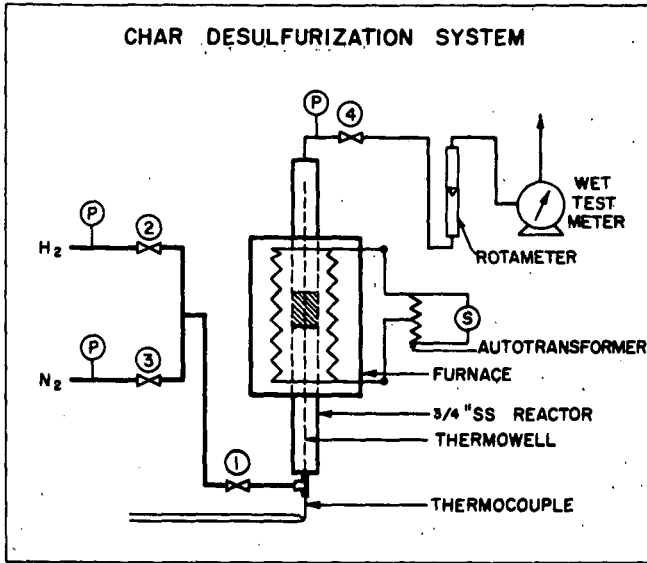 CHAR DESULFURIZATION SYSTEM
P
4
WET
TEST
METER
ROTAMETER
P
2
H2
S
AUTOTRANSFORMER
FURNACE
P
3
N2
3/4" SS REACTOR
THERMOWELL
1
THERMOCOUPLE